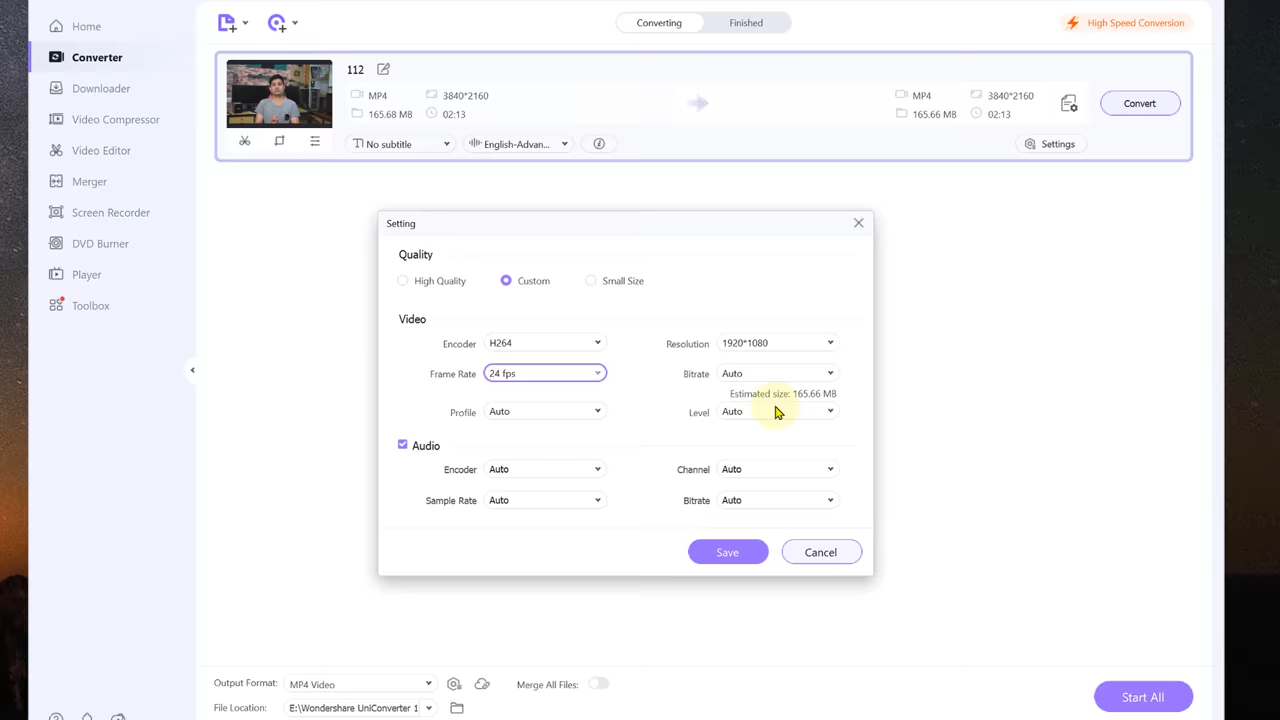 Home
Converter
Downloader
Video Compressor
Video Editor
Merger
Screen Recorder
DVD Burner
Player
Toolbox
Converting
Finished
High Speed Conversion
112
MP4
3840*2160
165.68 MB
02:13
MP4
3840*2160
165.66 MB
02:13
Convert
No subtitle
English-Advan...
Settings
Setting
Quality
High Quality
Custom
Small Size
Video
Encoder
H264
Resolution
1920*1080
Frame Rate
24 fps
Bitrate
Auto
Estimated size: 165.66 MB
Profile
Auto
Level
Auto
Audio
Encoder
Auto
Channel
Auto
Sample Rate
Auto
Bitrate
Auto
Save
Cancel
Output Format:
MP4 Video
Merge All Files:
File Location:
E:\Wondershare UniConverter 1
Start All